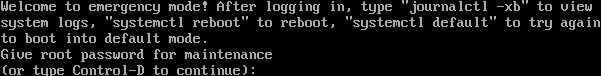 Welcome to emergency mode! After logging in, type "journalctl -xb" to view
system logs, "systemctl reboot" to reboot, "systemctl default" to try again
to boot into default mode.
Give root password for maintenance
(or type Control-D to continue):